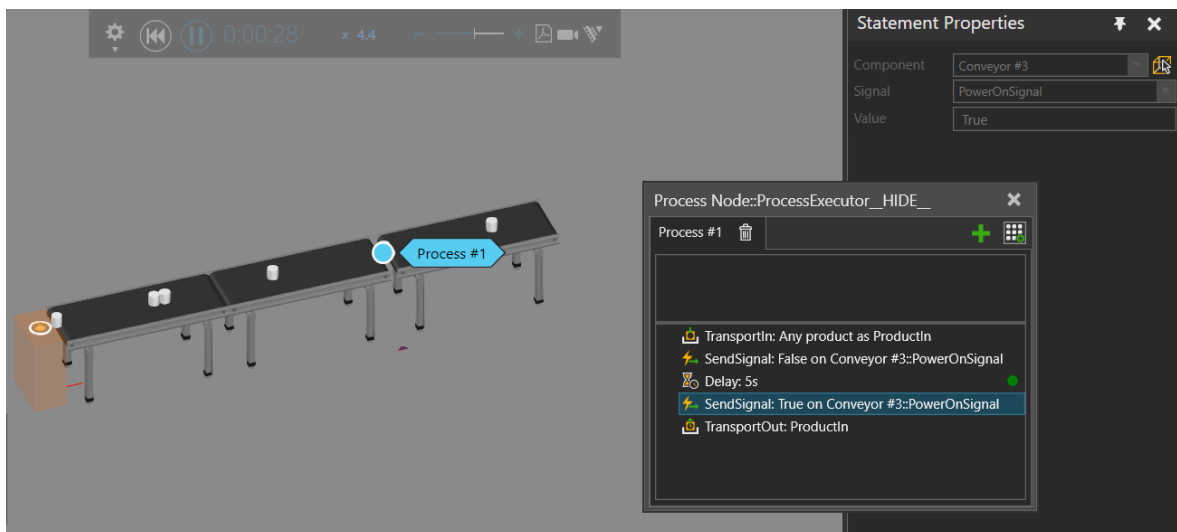 0:00:28
x 4.4
Statement Properties
Component
Conveyor #3
Signal
PowerOnSignal
Value
True
Process #1
Process Node::ProcessExecutor__HIDE__
Process #1
TransportIn: Any product as ProductIn
SendSignal: False on Conveyor #3::PowerOnSignal
Delay: 5s
SendSignal: True on Conveyor #3::PowerOnSignal
TransportOut: ProductIn